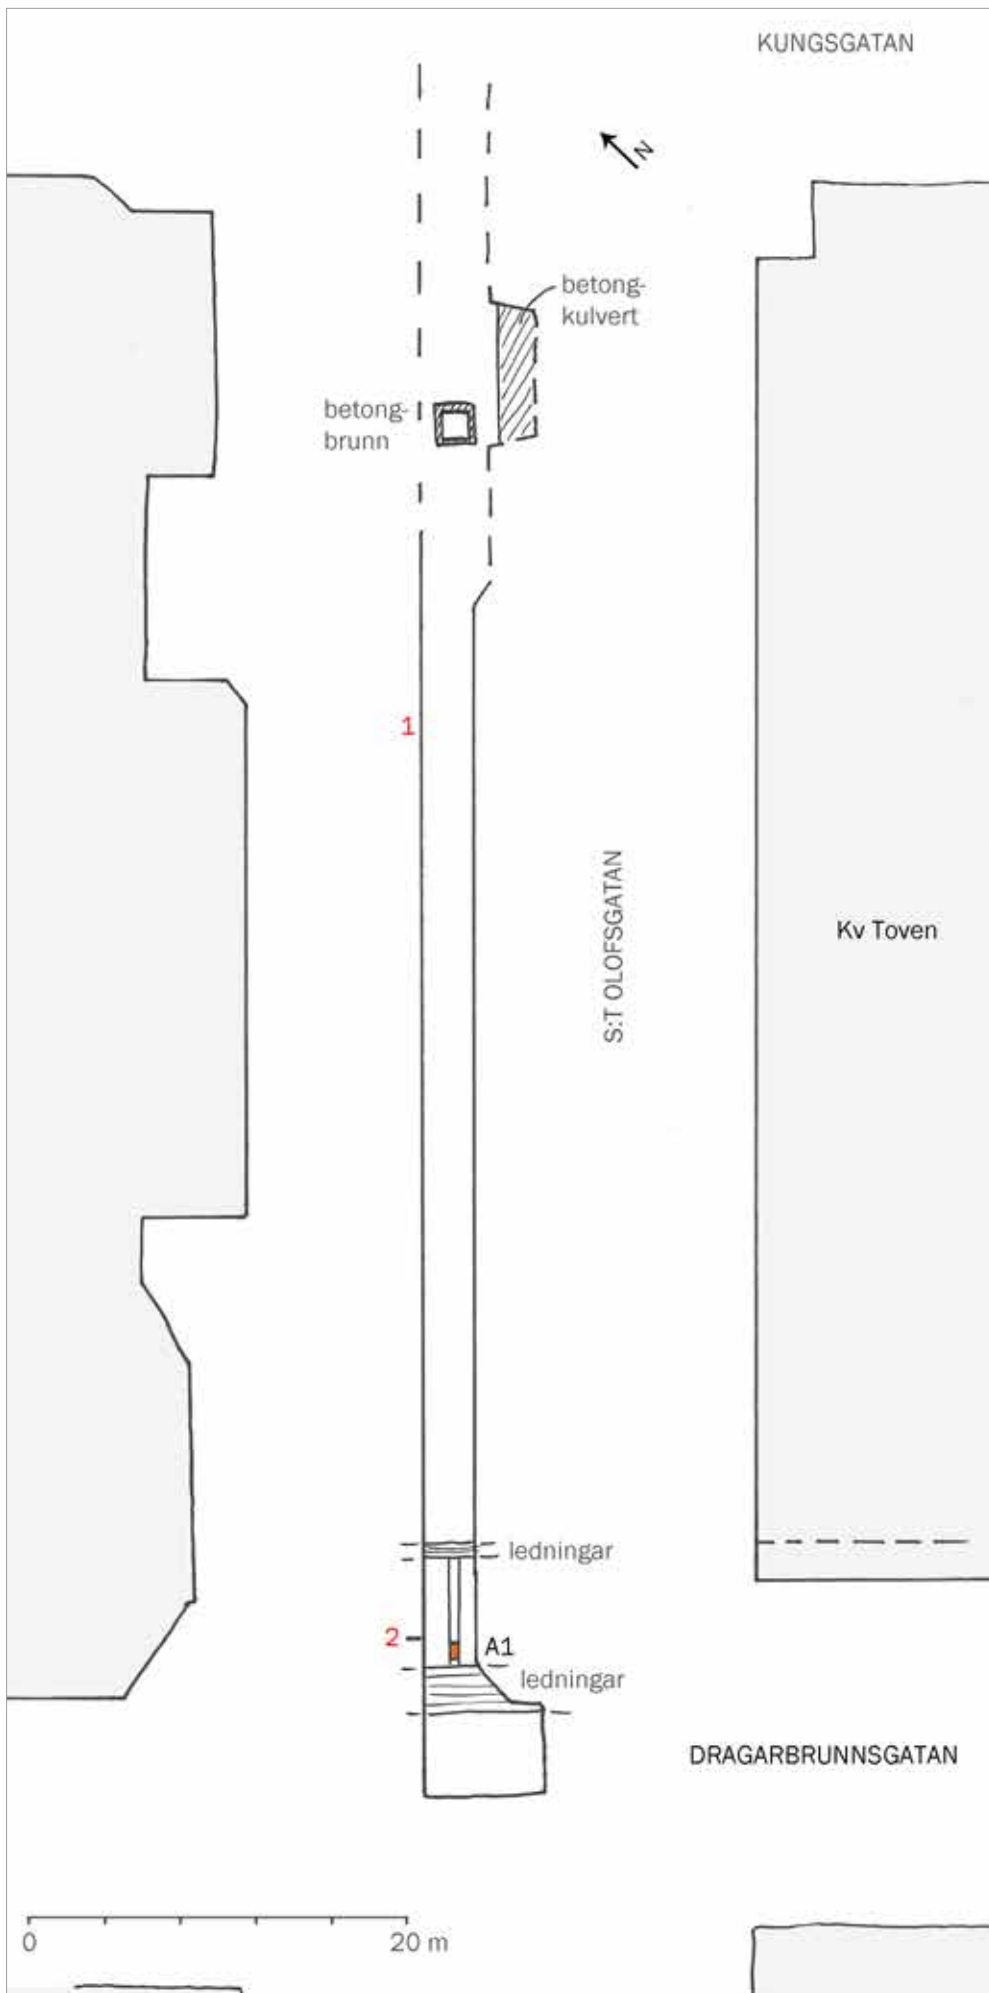 KUNGSGATAN
N
betong-
kulvert
betong-
brunn
1
S:T OLOFSGATAN
Kv Toven
ledningar
2
A1
ledningar
DRAGARBRUNNSGATAN
0
20 m